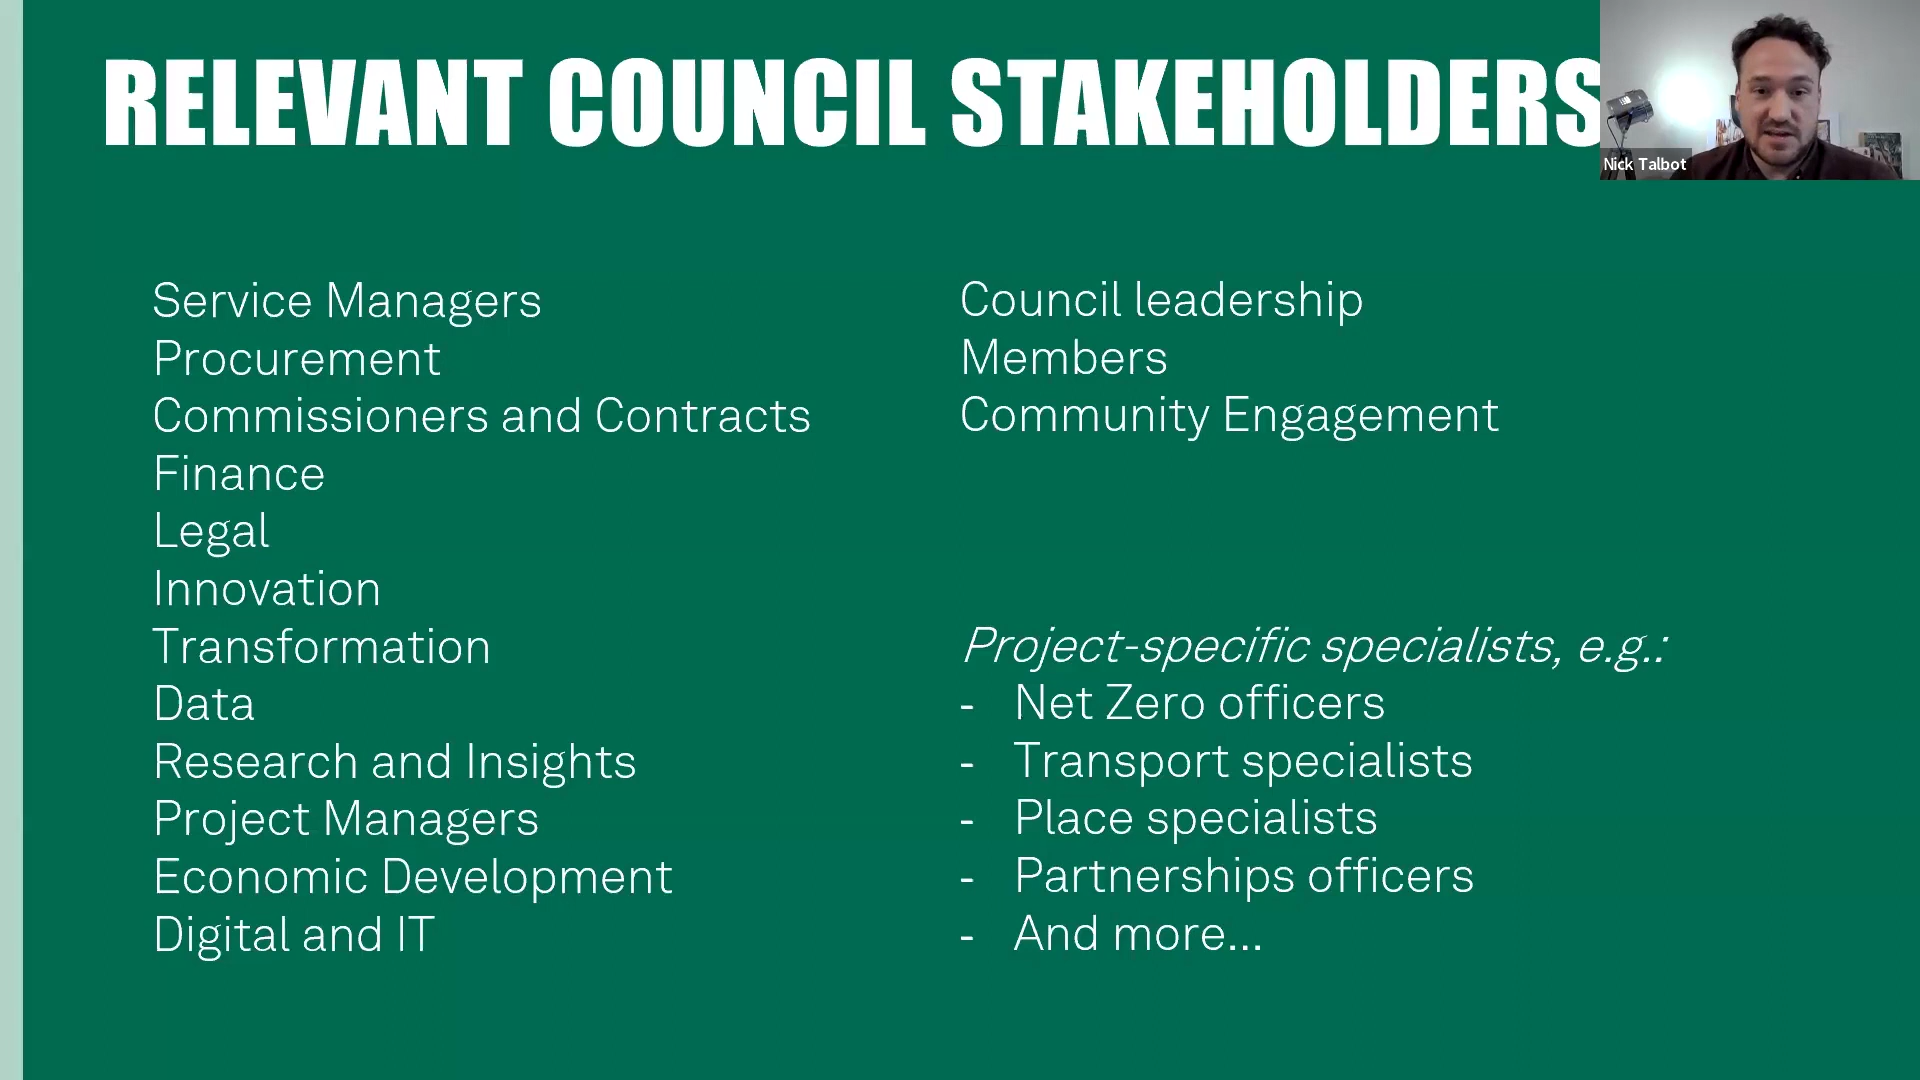 RELEVANT COUNCIL STAKEHOLDERS
Nick Talbot
Service Managers
Procurement
Commissioners and Contracts
Finance
Legal
Innovation
Transformation
Data
Research and Insights
Project Managers
Economic Development
Digital and IT
Council leadership
Members
Community Engagement
Project-specific specialists, e.g.:
- Net Zero officers
- Transport specialists
- Place specialists
- Partnerships officers
- And more...